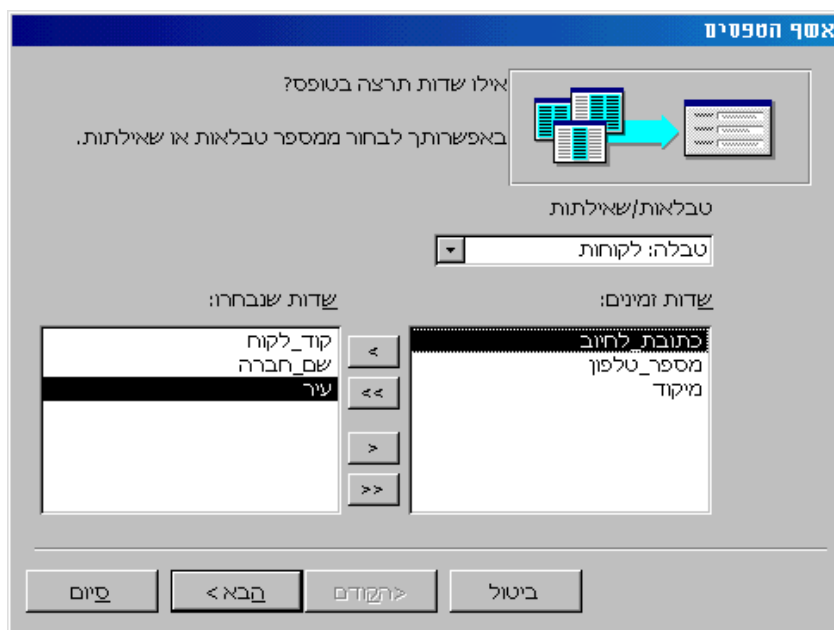 אשף הטפסים
אילו שדות תרצה בטופס?
באפשרותך לבחור ממספר טבלאות או שאילתות.
טבלאות/שאילתות
טבלה: לקוחות
שדות זמינים:
כתובת_לחיוב
מספר_טלפון
מיקוד
>
>>
<
<<
שדות שנבחרו:
קוד_לקוח
שם_חברה
עיר
ביטול
< הקודם
הבא >
סיום